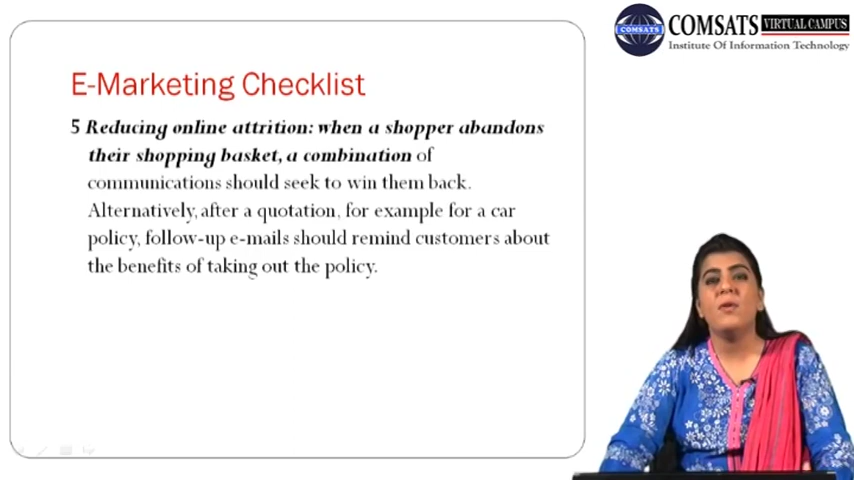 COMSATS
COMSATS VIRTUAL CAMPUS
Institute Of Information Technology
E-Marketing Checklist
5 Reducing online attrition: when a shopper abandons
their shopping basket, a combination of
communications should seek to win them back.
Alternatively, after a quotation, for example for a car
policy, follow-up e-mails should remind customers about
the benefits of taking out the policy.